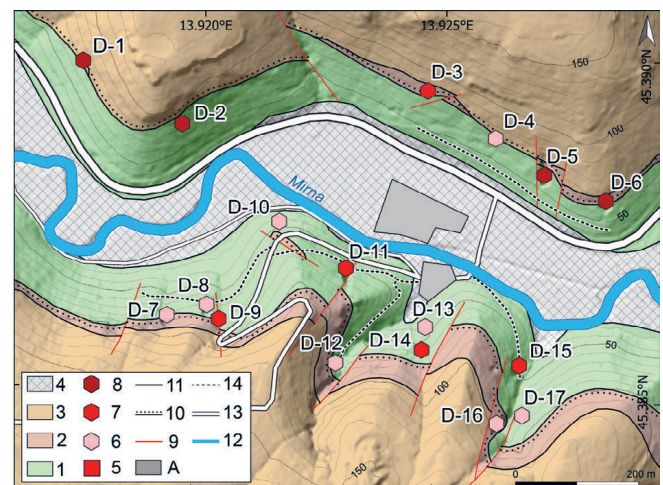 13.920°E
13.925°E
45.390°N
45.385°N
D-1
D-2
D-3
D-4
D-5
D-6
150
100
50
Mirna
D-10
D-11
D-8
D-7
D-9
D-12
D-13
D-14
D-15
D-16
D-17
50
100
150
4 8 11 14
3 7 10 13
2 6 9 12
1 5 A
0 200 m